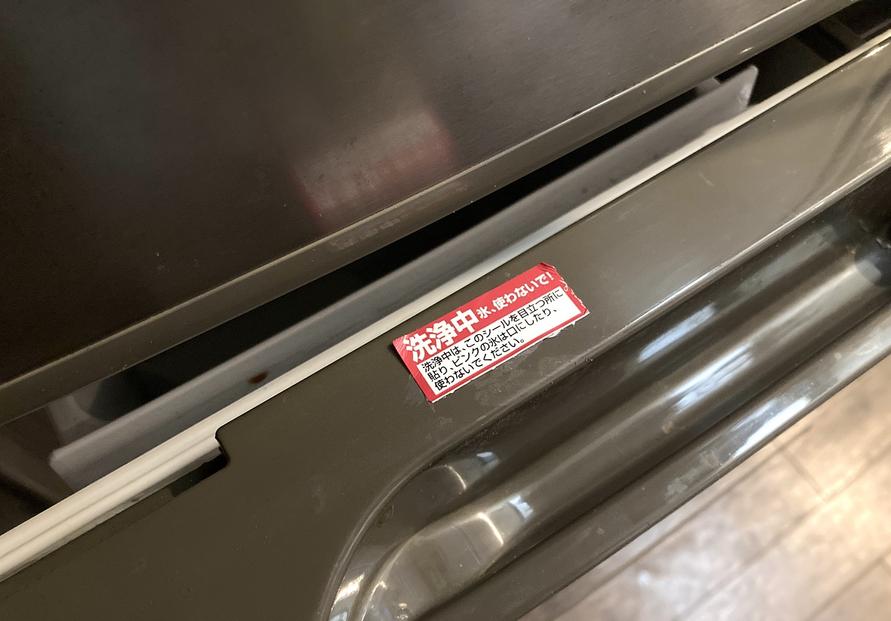 洗浄中 氷、使わないで!
洗浄中は、このシールを目立つ所に
貼り、ピンクの氷は口にしたり、
使わないでください。